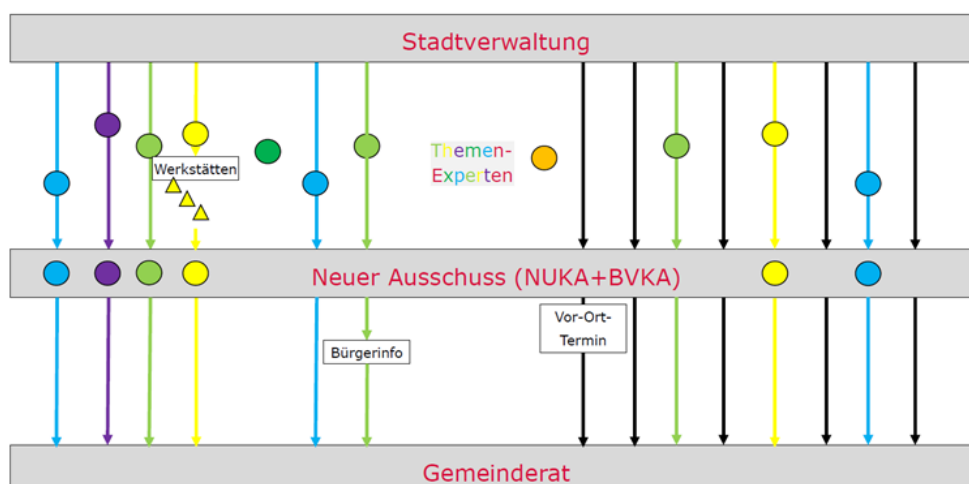 Stadtverwaltung
Werkstätten
Themen-
Experten
Neuer Ausschuss (NUKA+BVKA)
Vor-Ort-
Termin
Bürgerinfo
Gemeinderat